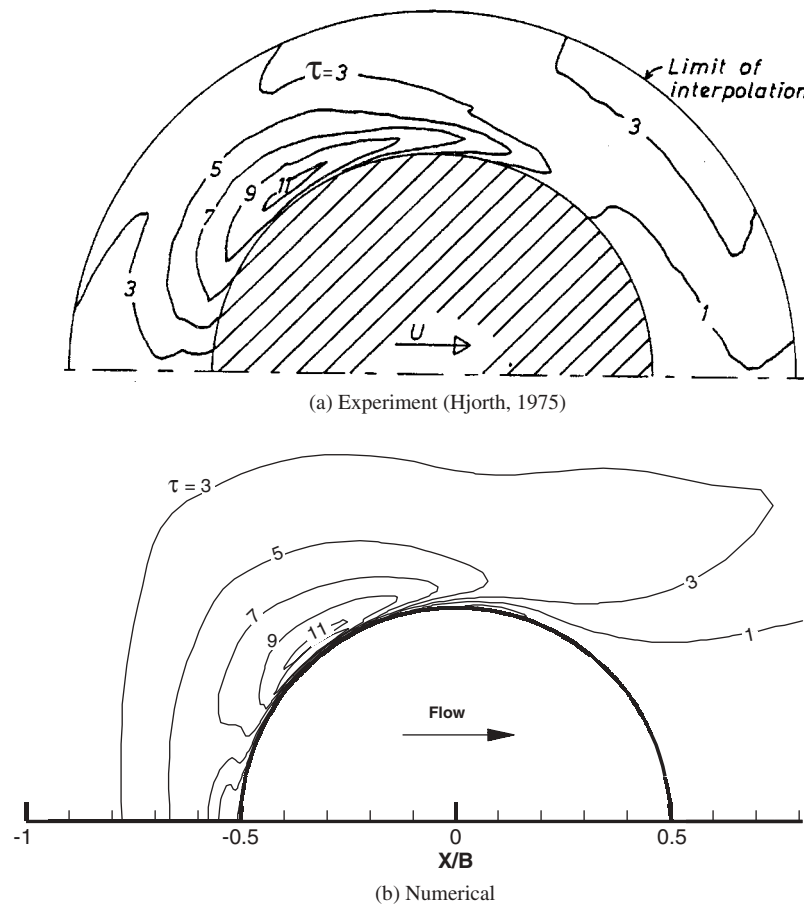 τ=3
Limit of
interpolation
3
5
9
11
7
3
1
U
(a) Experiment (Hjorth, 1975)
τ = 3
5
7
9
11
3
1
Flow
-1
-0.5
0
0.5
X/B
(b) Numerical